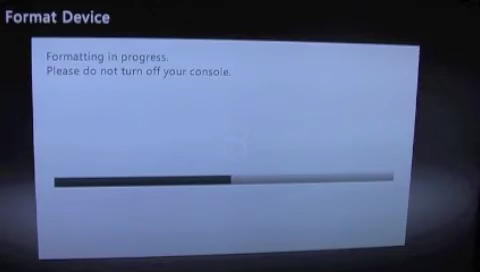 Format Device
Formatting in progress.
Please do not turn off your console.